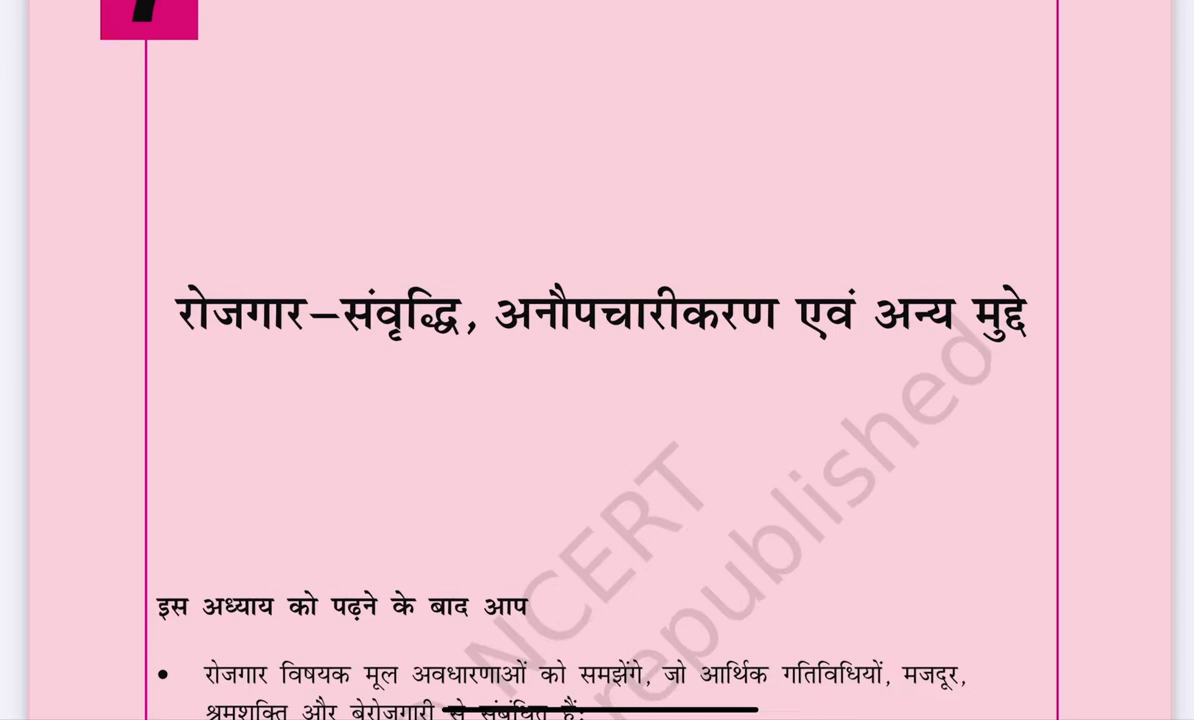 7
रोजगार–संवृद्धि, अनौपचारीकरण एवं अन्य मुद्दे
NCERT
republished
इस अध्याय को पढ़ने के बाद आप
• रोजगार विषयक मूल अवधारणाओं को समझेंगे, जो आर्थिक गतिविधियों, मजदूर,
श्रमशक्ति और बेरोजगारी से संबंधित हैं;